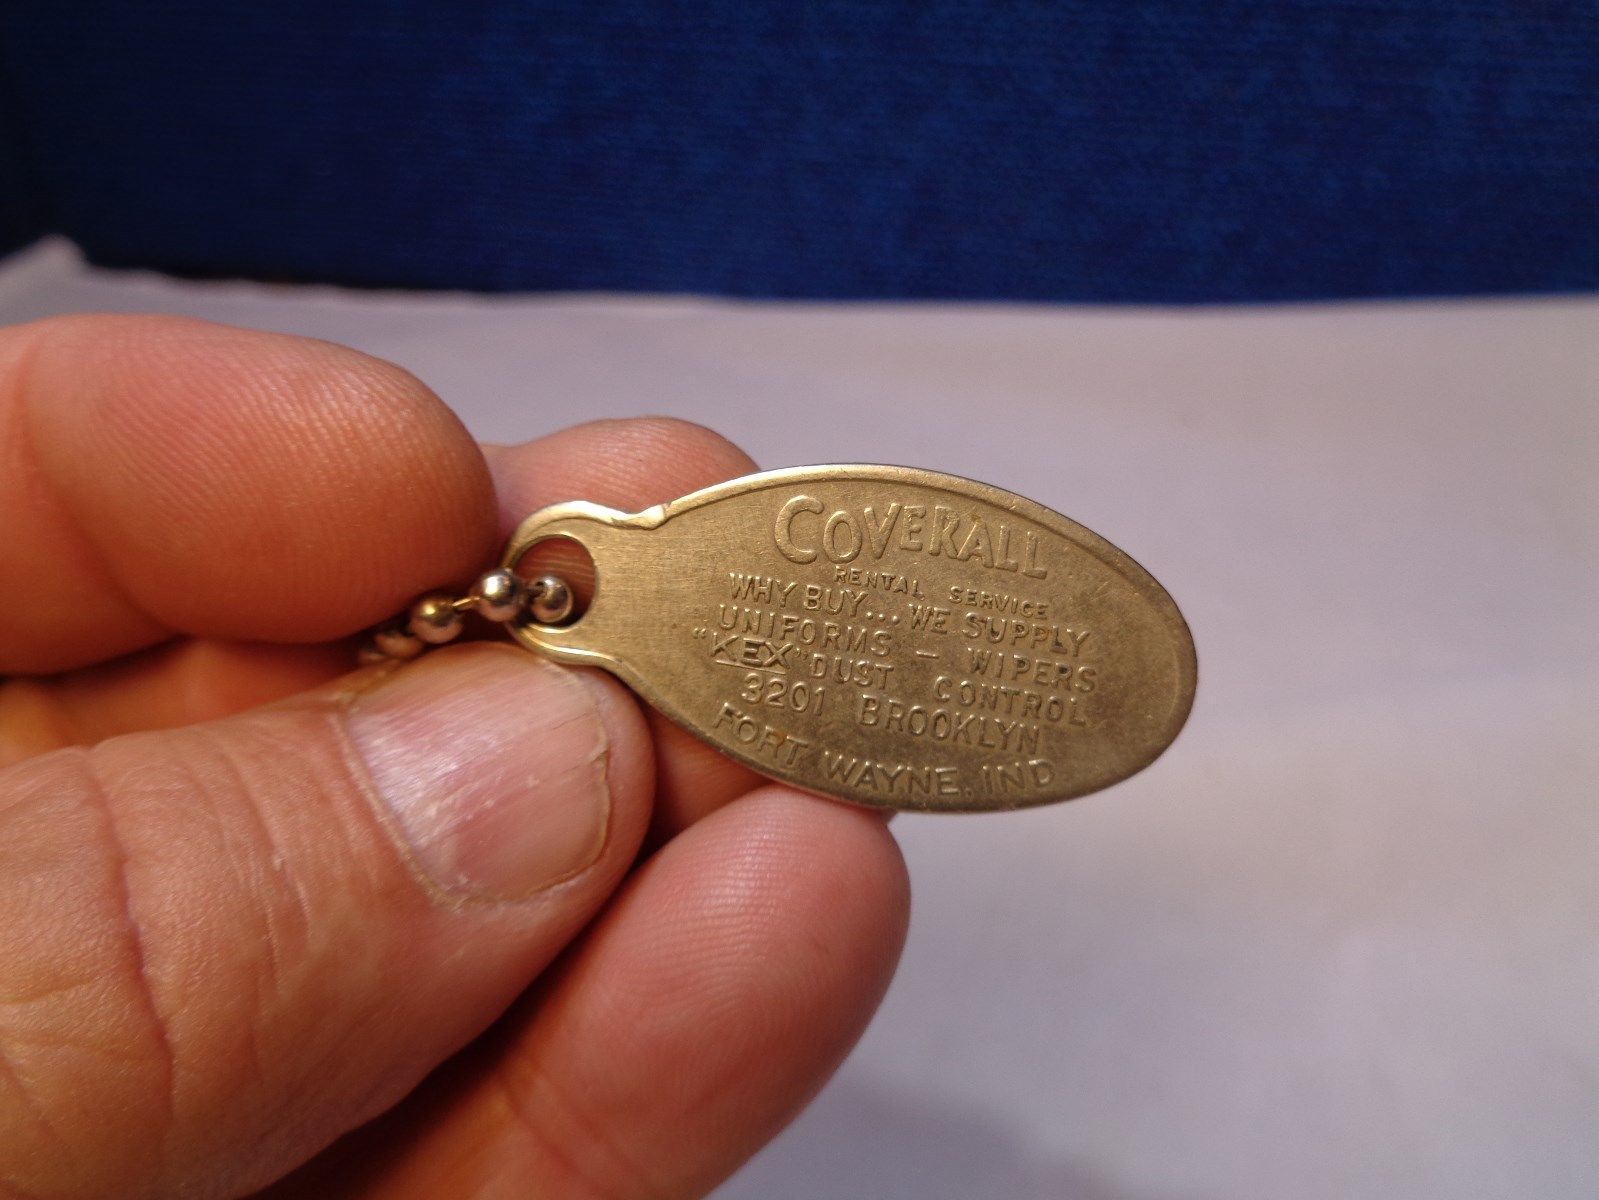 COVERALL
RENTAL SERVICE
WHY BUY... WE SUPPLY
UNIFORMS - WIPERS
"KEX" DUST CONTROL
3201 BROOKLYN
FORT WAYNE, IND